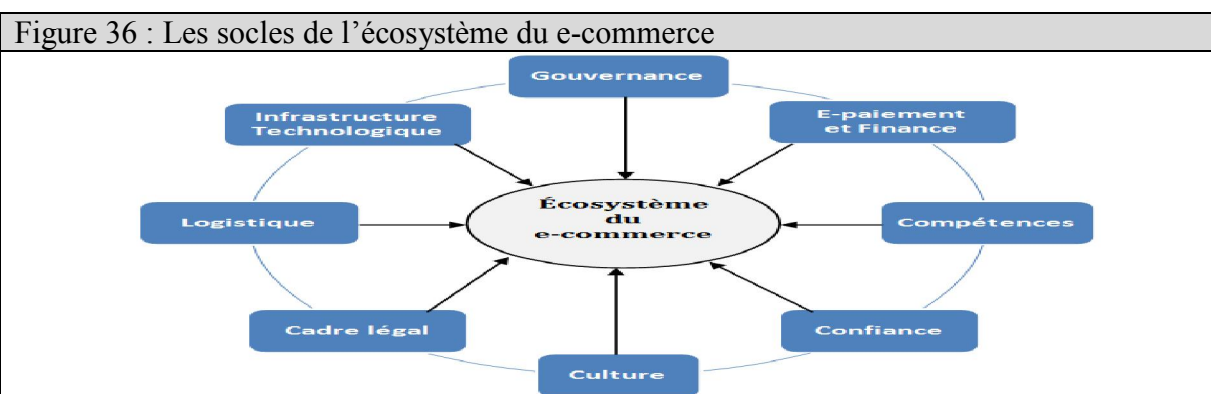 Figure 36 : Les socles de l’écosystème du e-commerce
Gouvernance
Infrastructure
Technologique
E-paiement
et Finance
Écosystème
du
e-commerce
Logistique
Compétences
Cadre légal
Confiance
Culture